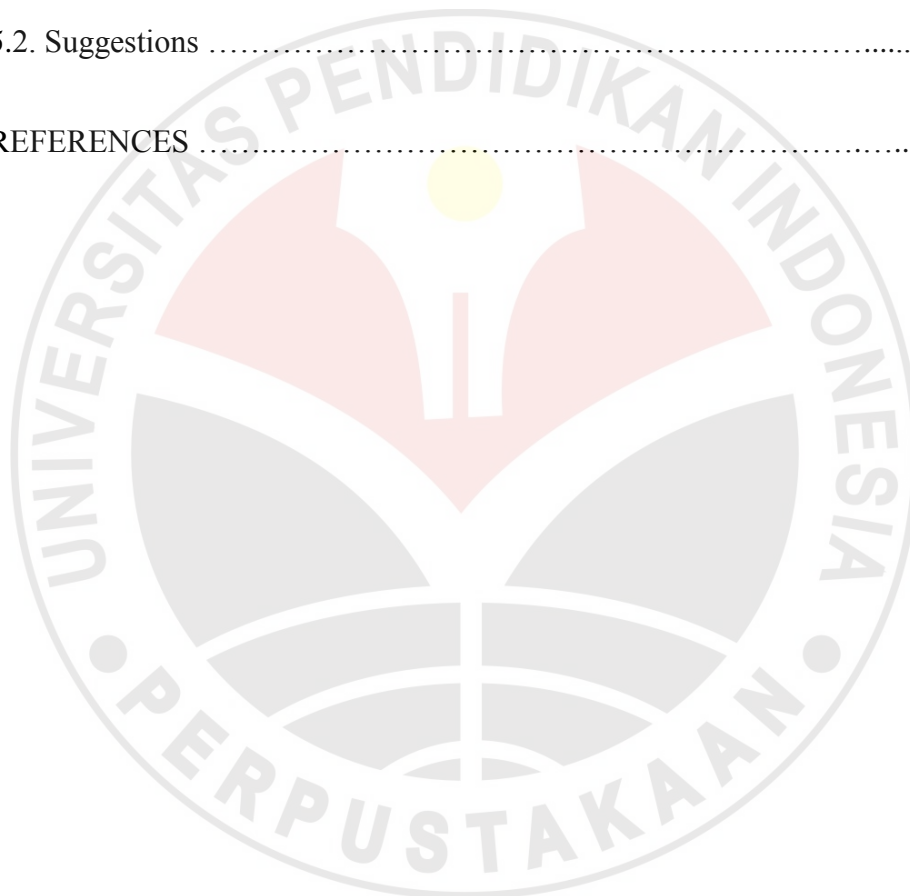 5.2. Suggestions ………………………………………………………..……......
REFERENCES ……..………………………………………………………….…..
UNIVERSITAS PENDIDIKAN INDONESIA
• PERPUSTAKAAN •